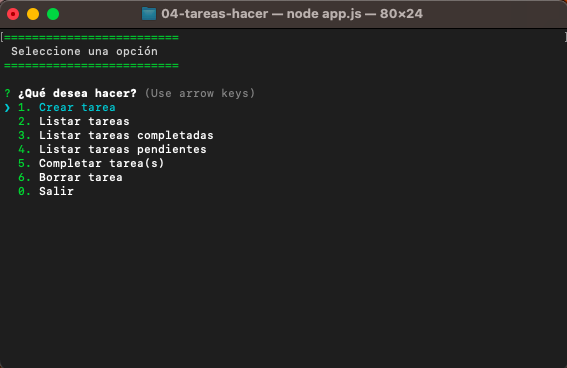 04-tareas-hacer — node app.js — 80×24
[=========================]
Seleccione una opción
=========================
? ¿Qué desea hacer? (Use arrow keys)
❯ 1. Crear tarea
2. Listar tareas
3. Listar tareas completadas
4. Listar tareas pendientes
5. Completar tarea(s)
6. Borrar tarea
0. Salir